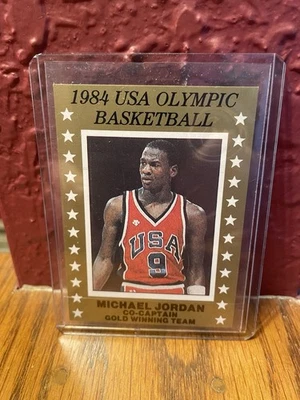 1984 USA OLYMPIC
BASKETBALL
USA
9
MICHAEL JORDAN
CO-CAPTAIN
GOLD WINNING TEAM